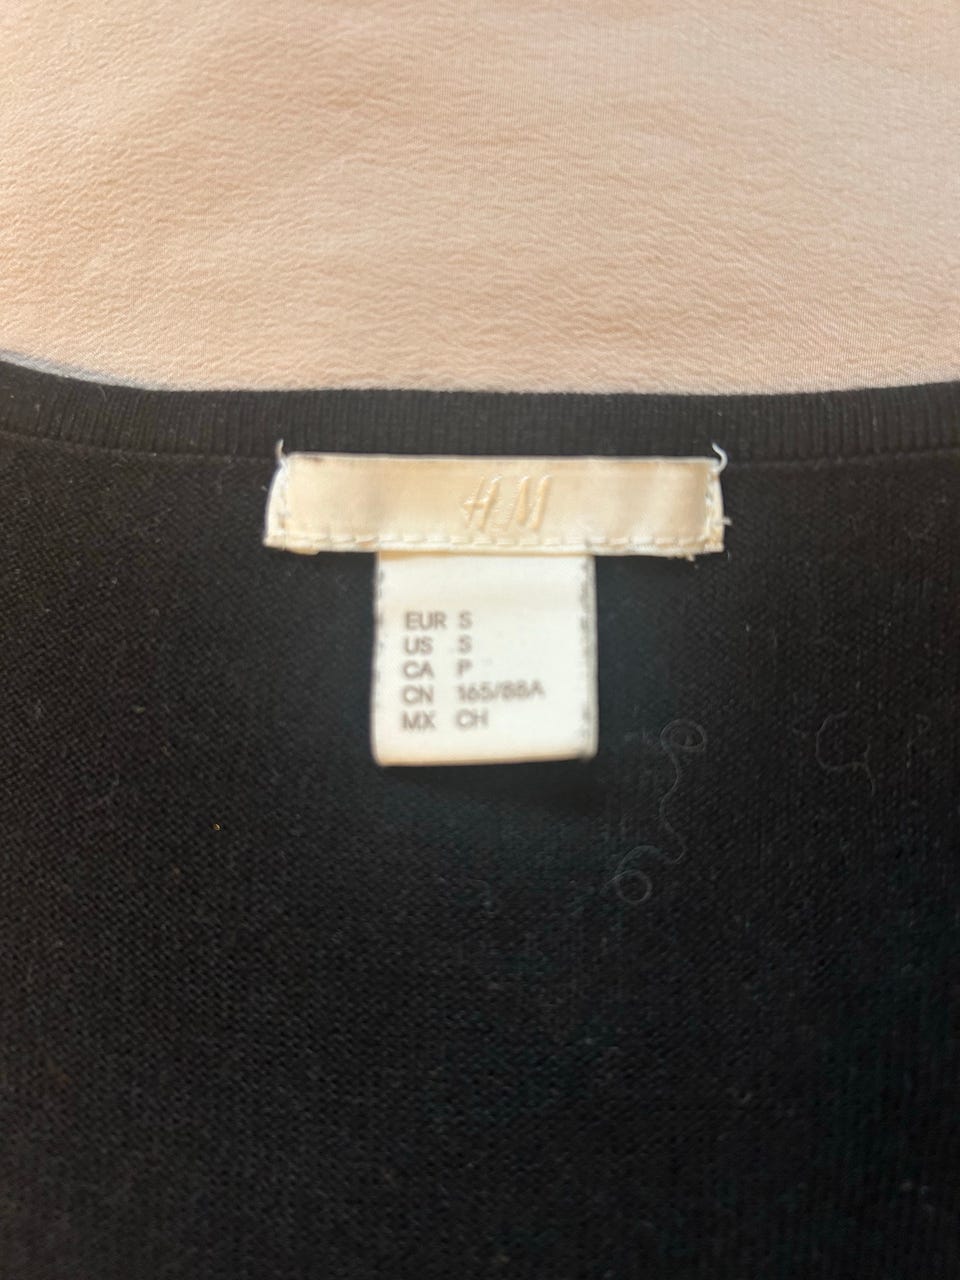 H&M
EUR S
US S
CA P
CN 165/88A
MX CH